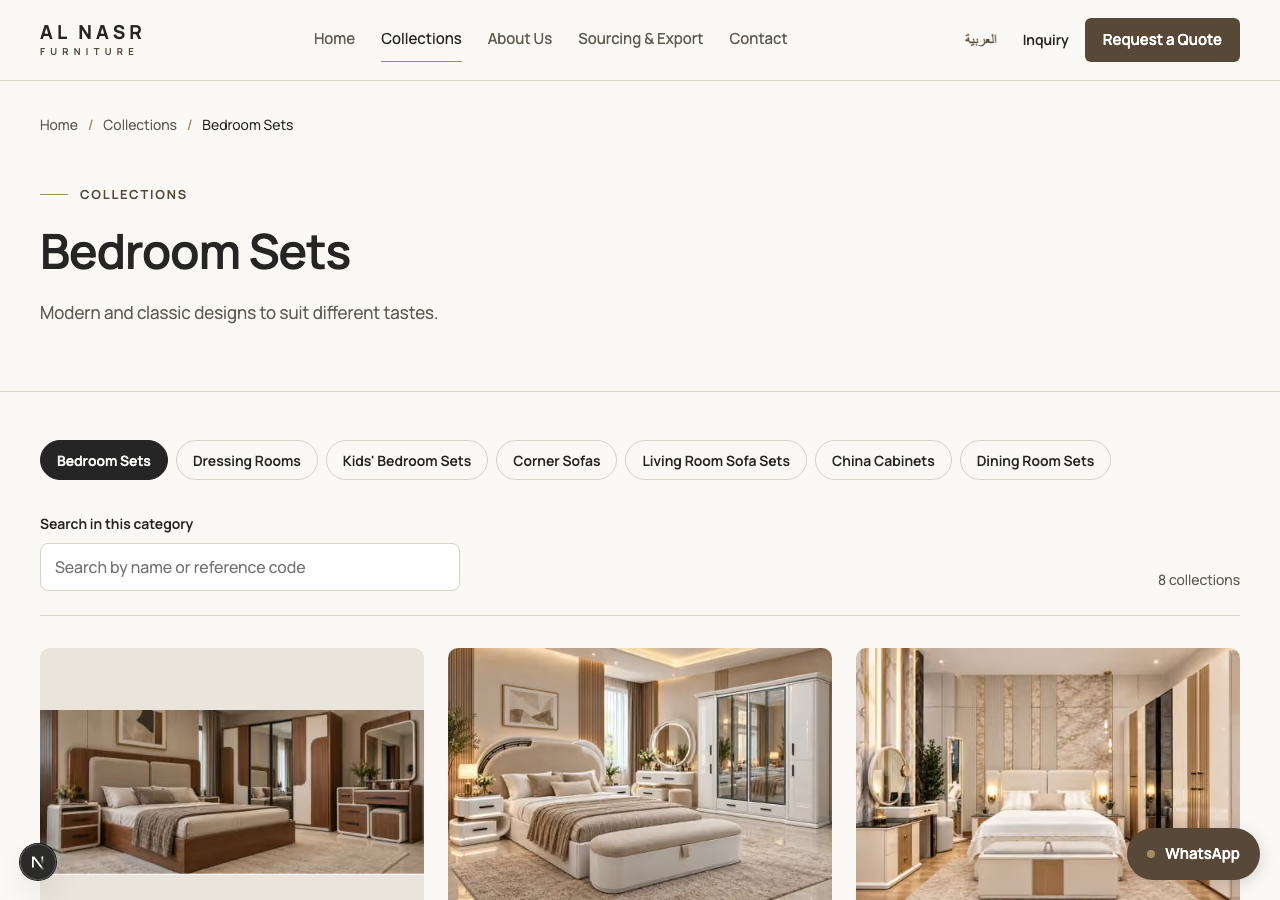 AL NASR
FURNITURE
Home
Collections
About Us
Sourcing & Export
Contact
العربية
Inquiry
Request a Quote
Home / Collections / Bedroom Sets
COLLECTIONS
Bedroom Sets
Modern and classic designs to suit different tastes.
Bedroom Sets
Dressing Rooms
Kids' Bedroom Sets
Corner Sofas
Living Room Sofa Sets
China Cabinets
Dining Room Sets
Search in this category
Search by name or reference code
8 collections
N
WhatsApp